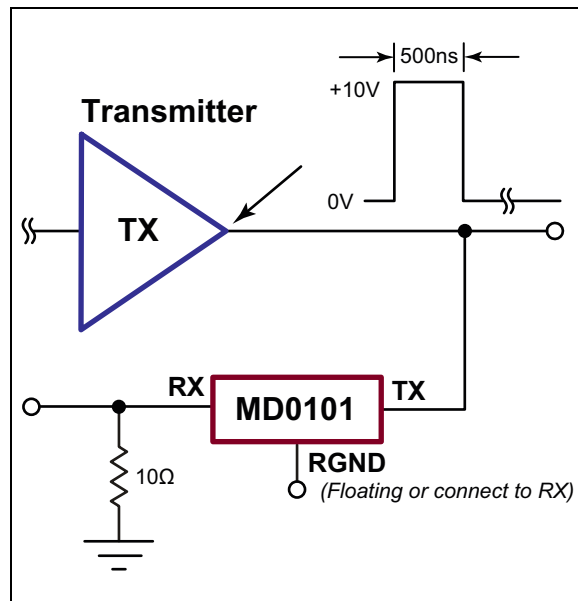 500ns
+10V
Transmitter
0V
TX
RX
MD0101
TX
10Ω
RGND
(Floating or connect to RX)